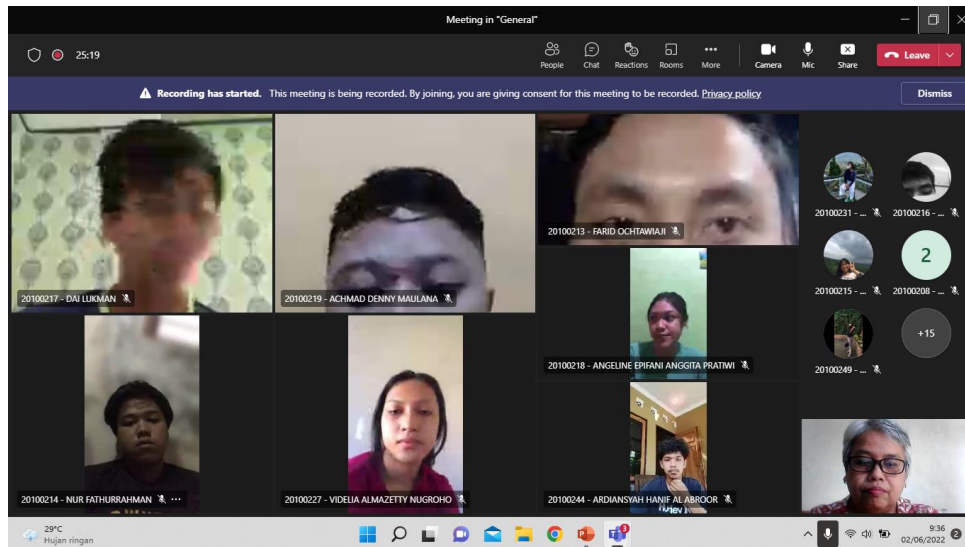 Meeting in "General"
25:19
People
Chat
Reactions
Rooms
More
Camera
Mic
Share
Leave
Recording has started. This meeting is being recorded. By joining, you are giving consent for this meeting to be recorded. Privacy policy
Dismiss
20100217 - DAI LUKMAN
20100219 - ACHMAD DENNY MAULANA
20100213 - FARID OCHTAWIAJI
20100218 - ANGELINE EPIFANI ANGGITA PRATIWI
20100214 - NUR FATHURRAHMAN ...
20100227 - VIDELIA ALMAZETTY NUGROHO
20100244 - ARDIANSYAH HANIF AL ABROOR
20100231 - ...
20100216 - ...
2
20100215 - ...
20100208 - ...
+15
20100249 - ...
29°C
Hujan ringan
3
9:36
02/06/2022
2